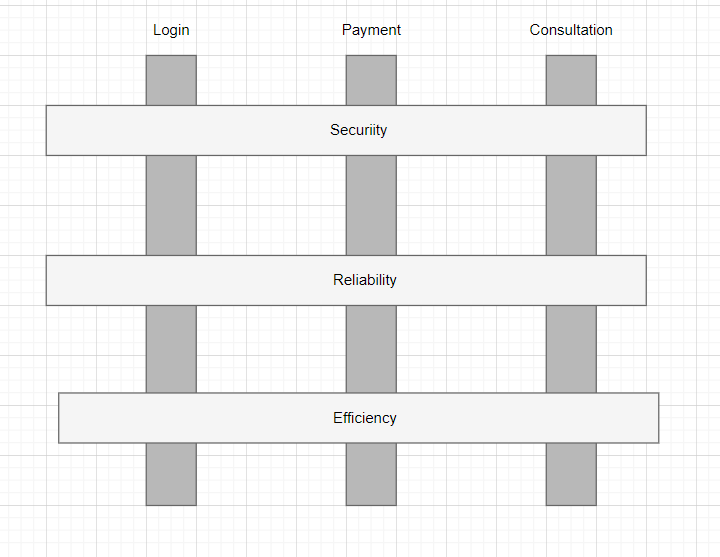 Login
Payment
Consultation
Securiity
Reliability
Efficiency